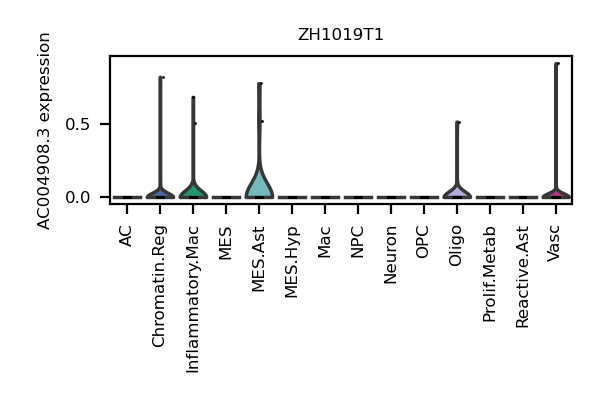 ZH1019T1
AC004908.3 expression
0.5
0.0
AC
Chromatin.Reg
Inflammatory.Mac
MES
MES.Ast
MES.Hyp
Mac
NPC
Neuron
OPC
Oligo
Prolif.Metab
Reactive.Ast
Vasc